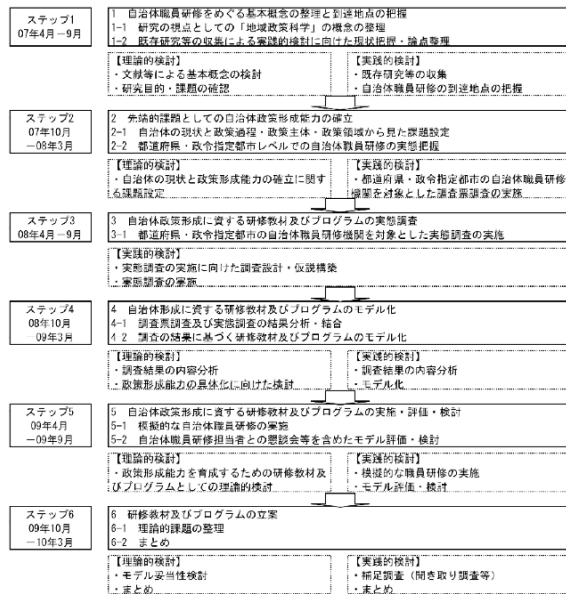 ステップ1
07年4月－9月
1 自治体職員研修をめぐる基本概念の整理と到達地点の把握
1-1 研究の視点としての「地域政策科学」の概念の整理
1-2 既存研究等の収集による実践的検討に向けた現状把握・論点整理
【理論的検討】
・文献等による基本概念の検討
・研究目的・課題の確認
【実践的検討】
・既存研究等の収集
・自治体職員研修の到達地点の把握
ステップ2
07年10月
－08年3月
2 先端的課題としての自治体政策形成能力の確立
2-1 自治体の現状と政策過程・政策主体・政策領域から見た課題設定
2-2 都道府県・政令指定都市レベルでの自治体職員研修の実態把握
【理論的検討】
・自治体の現状と政策形成能力の確立に関す
る課題設定
【実践的検討】
・都道府県・政令指定都市の自治体職員研修
機関を対象とした調査票調査の実施
ステップ3
08年4月－9月
3 自治体政策形成に資する研修教材及びプログラムの実態調査
3-1 都道府県・政令指定都市の自治体職員研修機関を対象とした実態調査の実施
【実践的検討】
・実態調査の実施に向けた調査設計・仮説構築
・実態調査の実施
ステップ4
08年10月
－09年3月
4 自治体形成に資する研修教材及びプログラムのモデル化
4-1 調査票調査及び実態調査の結果分析・結合
4-2 調査の結果に基づく研修教材及びプログラムのモデル化
【理論的検討】
・調査結果の内容分析
・政策形成能力の具体化に向けた検討
【実践的検討】
・調査結果の内容分析
・モデル化
ステップ5
09年4月
－09年9月
5 自治体政策形成に資する研修教材及びプログラムの実施・評価・検討
5-1 模擬的な自治体職員研修の実施
5-2 自治体職員研修担当者との懇談会等を含めたモデル評価・検討
【理論的検討】
・政策形成能力を育成するための研修教材及
びプログラムとしての理論的検討
【実践的検討】
・模擬的な職員研修の実施
・モデル評価・検討
ステップ6
09年10月
－10年3月
6 研修教材及びプログラムの立案
6-1 理論的課題の整理
6-2 まとめ
【理論的検討】
・モデル妥当性検討
・まとめ
【実践的検討】
・補足調査（聞き取り調査等）
・まとめ